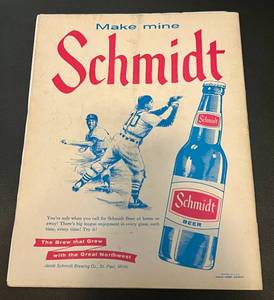 Make mine
Schmidt
You're safe when you call for Schmidt Beer at home or
away! There's big league enjoyment in every glass, each
time, every time! Try it!
The Brew that Grew
with the Great Northwest
Jacob Schmidt Brewing Co., St. Paul, Minn.
Schmidt
Schmidt
BEER